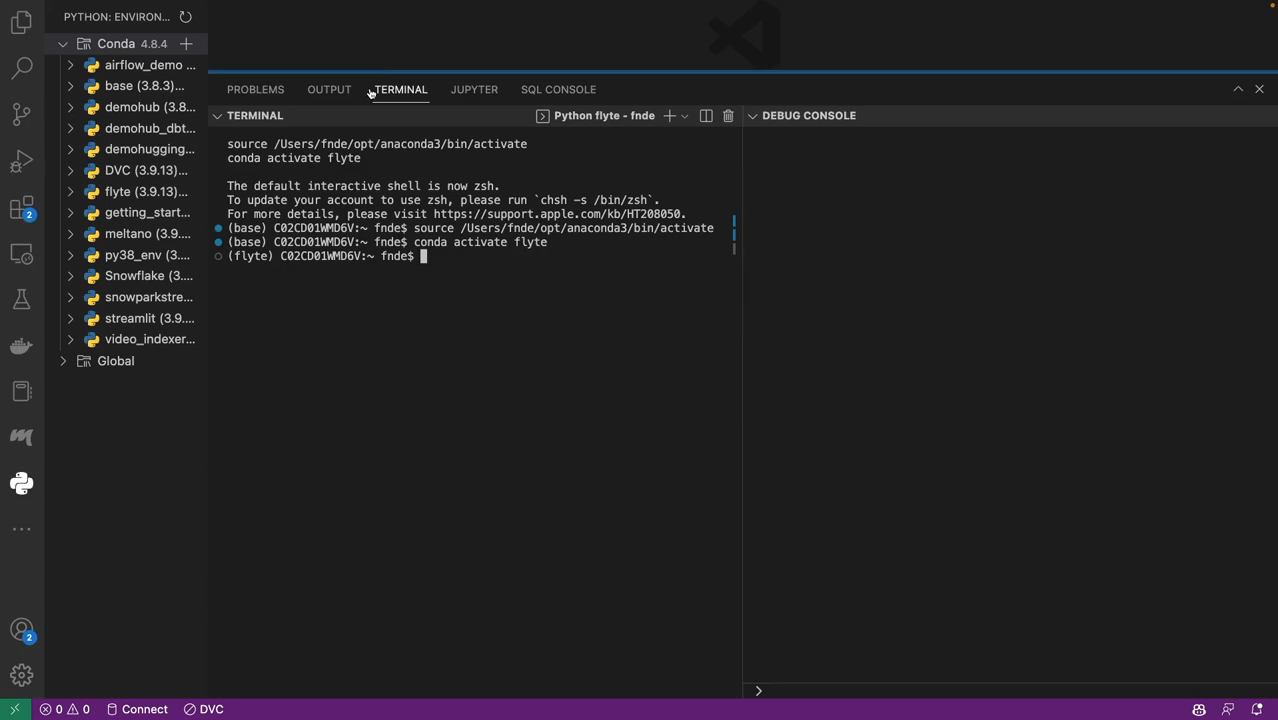 PYTHON: ENVIRON...
Conda 4.8.4
airflow_demo ...
base (3.8.3)...
demohub (3.8...
demohub_dbt...
demohugging...
DVC (3.9.13)...
flyte (3.9.13)...
getting_start...
meltano (3.9....
py38_env (3....
Snowflake (3....
snowparkstre...
streamlit (3.9....
video_indexer...
Global
PROBLEMS OUTPUT TERMINAL JUPYTER SQL CONSOLE
TERMINAL
Python flyte - fnde
source /Users/fnde/opt/anaconda3/bin/activate
conda activate flyte
The default interactive shell is now zsh.
To update your account to use zsh, please run `chsh -s /bin/zsh`.
For more details, please visit https://support.apple.com/kb/HT208050.
(base) C02CD01WMD6V:~ fnde$ source /Users/fnde/opt/anaconda3/bin/activate
(base) C02CD01WMD6V:~ fnde$ conda activate flyte
(flyte) C02CD01WMD6V:~ fnde$
DEBUG CONSOLE
2
2
0 0 Connect DVC